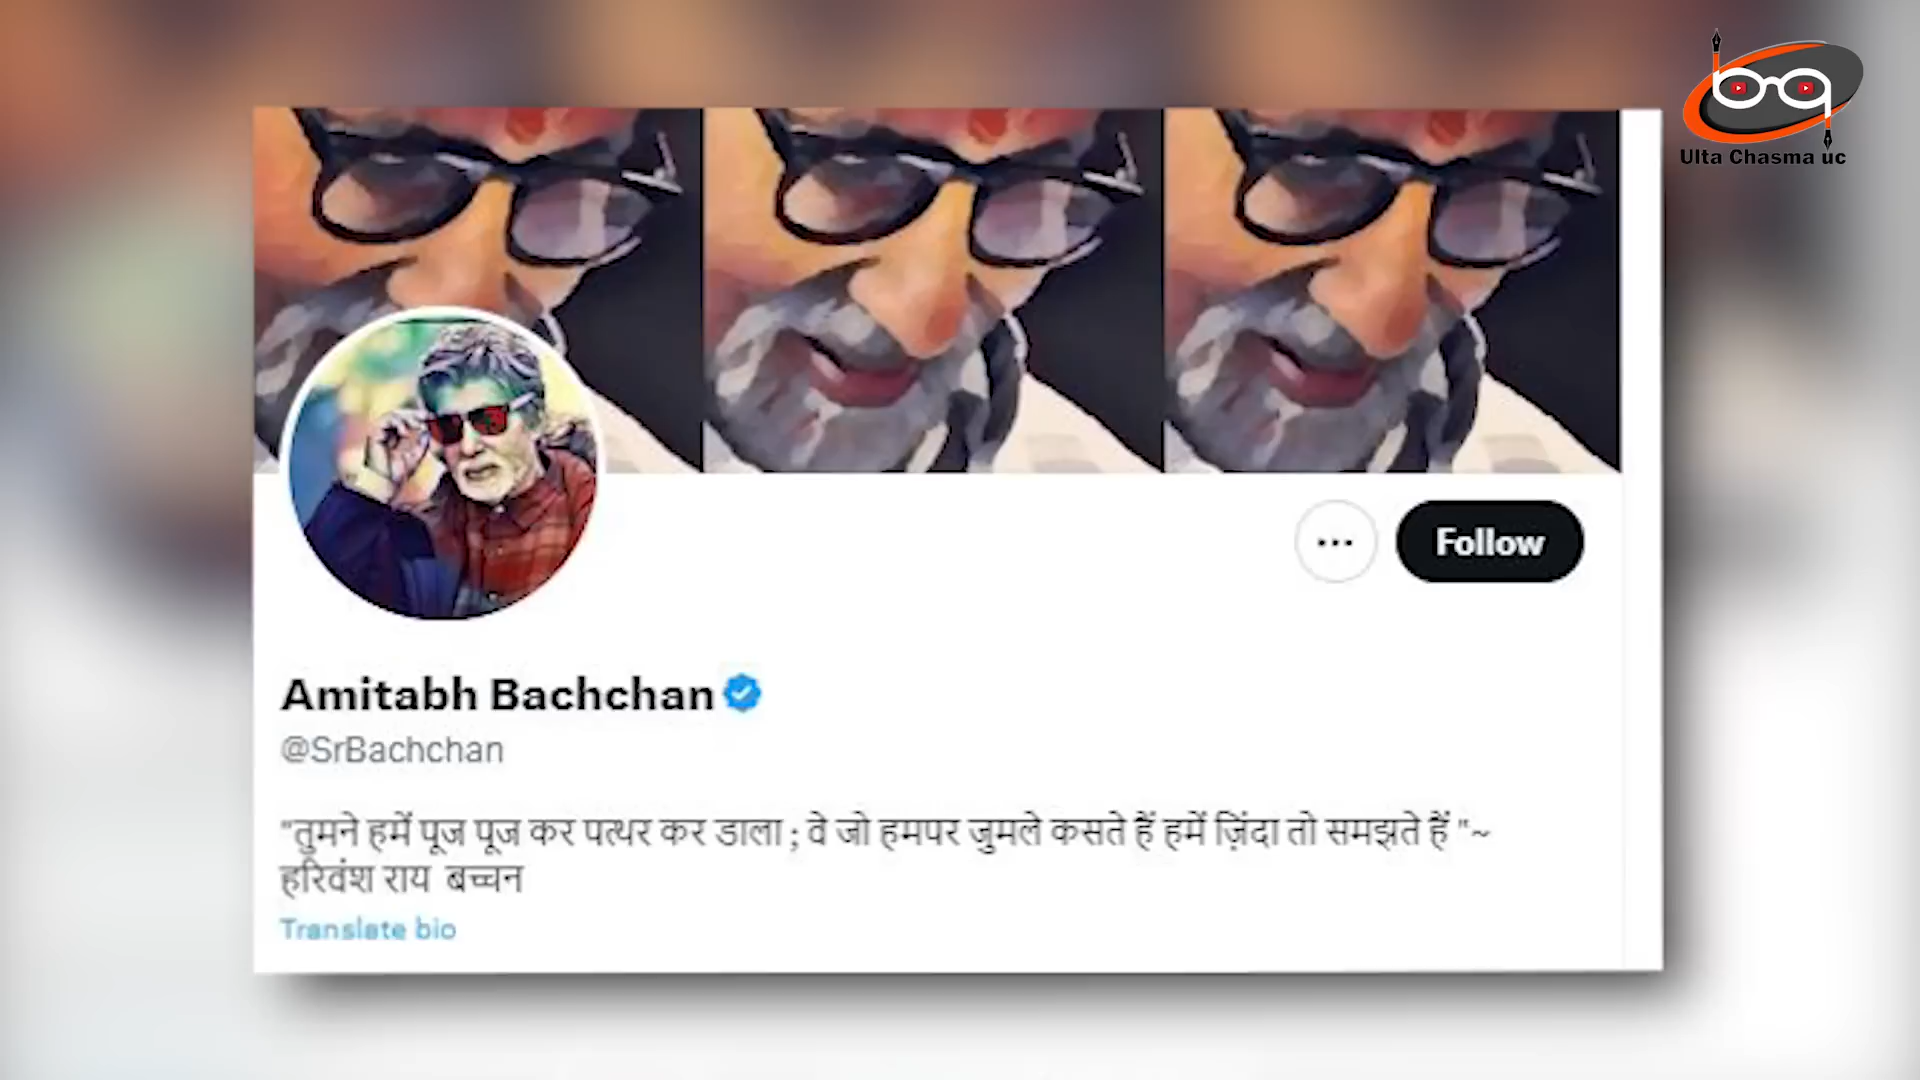 Ulta Chasma uc
Follow
Amitabh Bachchan
@SrBachchan
"तुमने हमें पूज पूज कर पत्थर कर डाला ; वे जो हमपर जुमले कसते हैं हमें ज़िंदा तो समझते हैं "~
हरिवंश राय बच्चन
Translate bio